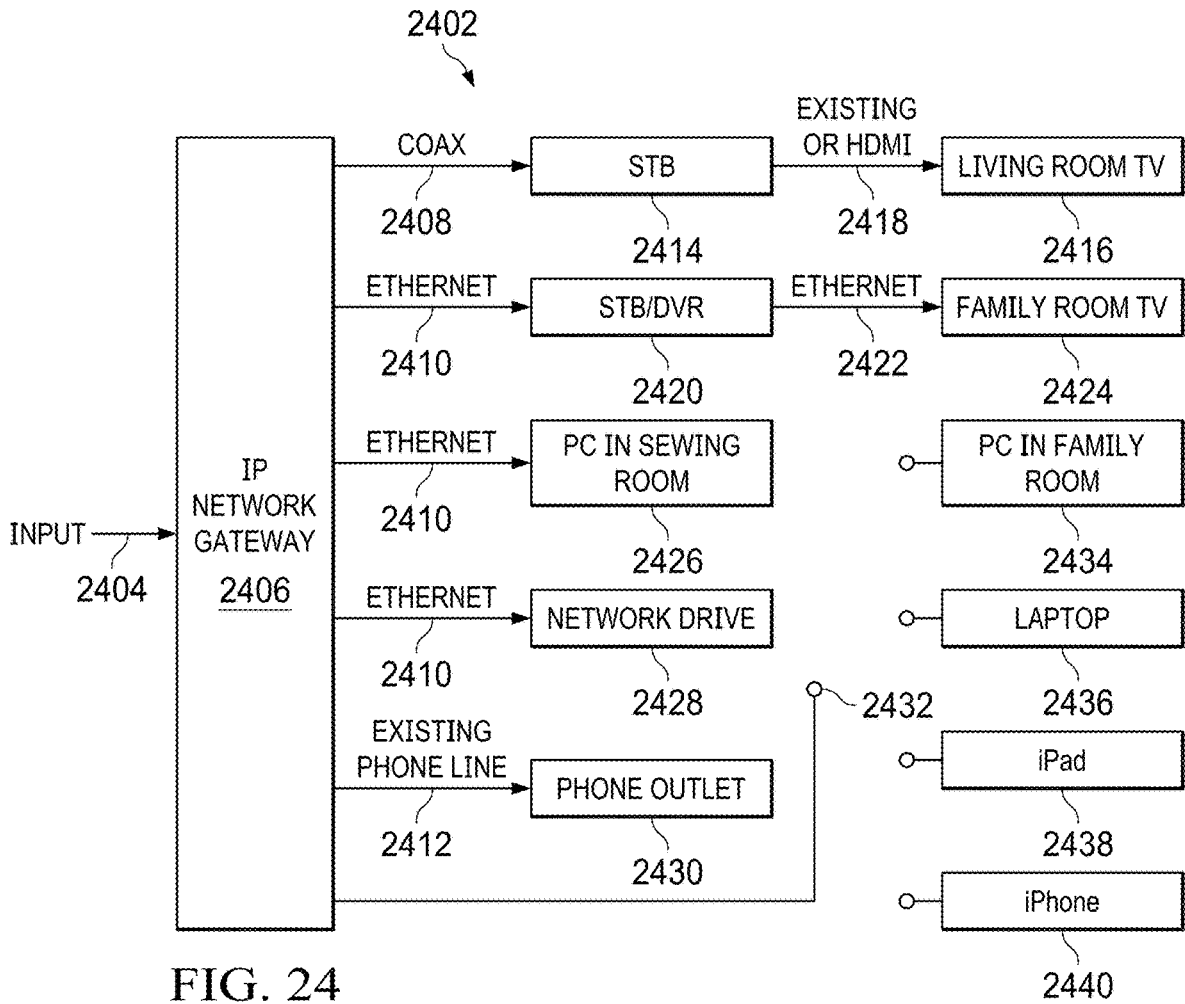 2402
COAX
2408
STB
2414
EXISTING
OR HDMI
2418
LIVING ROOM TV
2416
ETHERNET
2410
STB/DVR
2420
ETHERNET
2422
FAMILY ROOM TV
2424
ETHERNET
2410
PC IN SEWING
ROOM
2426
PC IN FAMILY
ROOM
2434
INPUT
2404
IP
NETWORK
GATEWAY
2406
ETHERNET
2410
NETWORK DRIVE
2428
2432
LAPTOP
2436
EXISTING
PHONE LINE
2412
PHONE OUTLET
2430
iPad
2438
iPhone
2440
FIG. 24